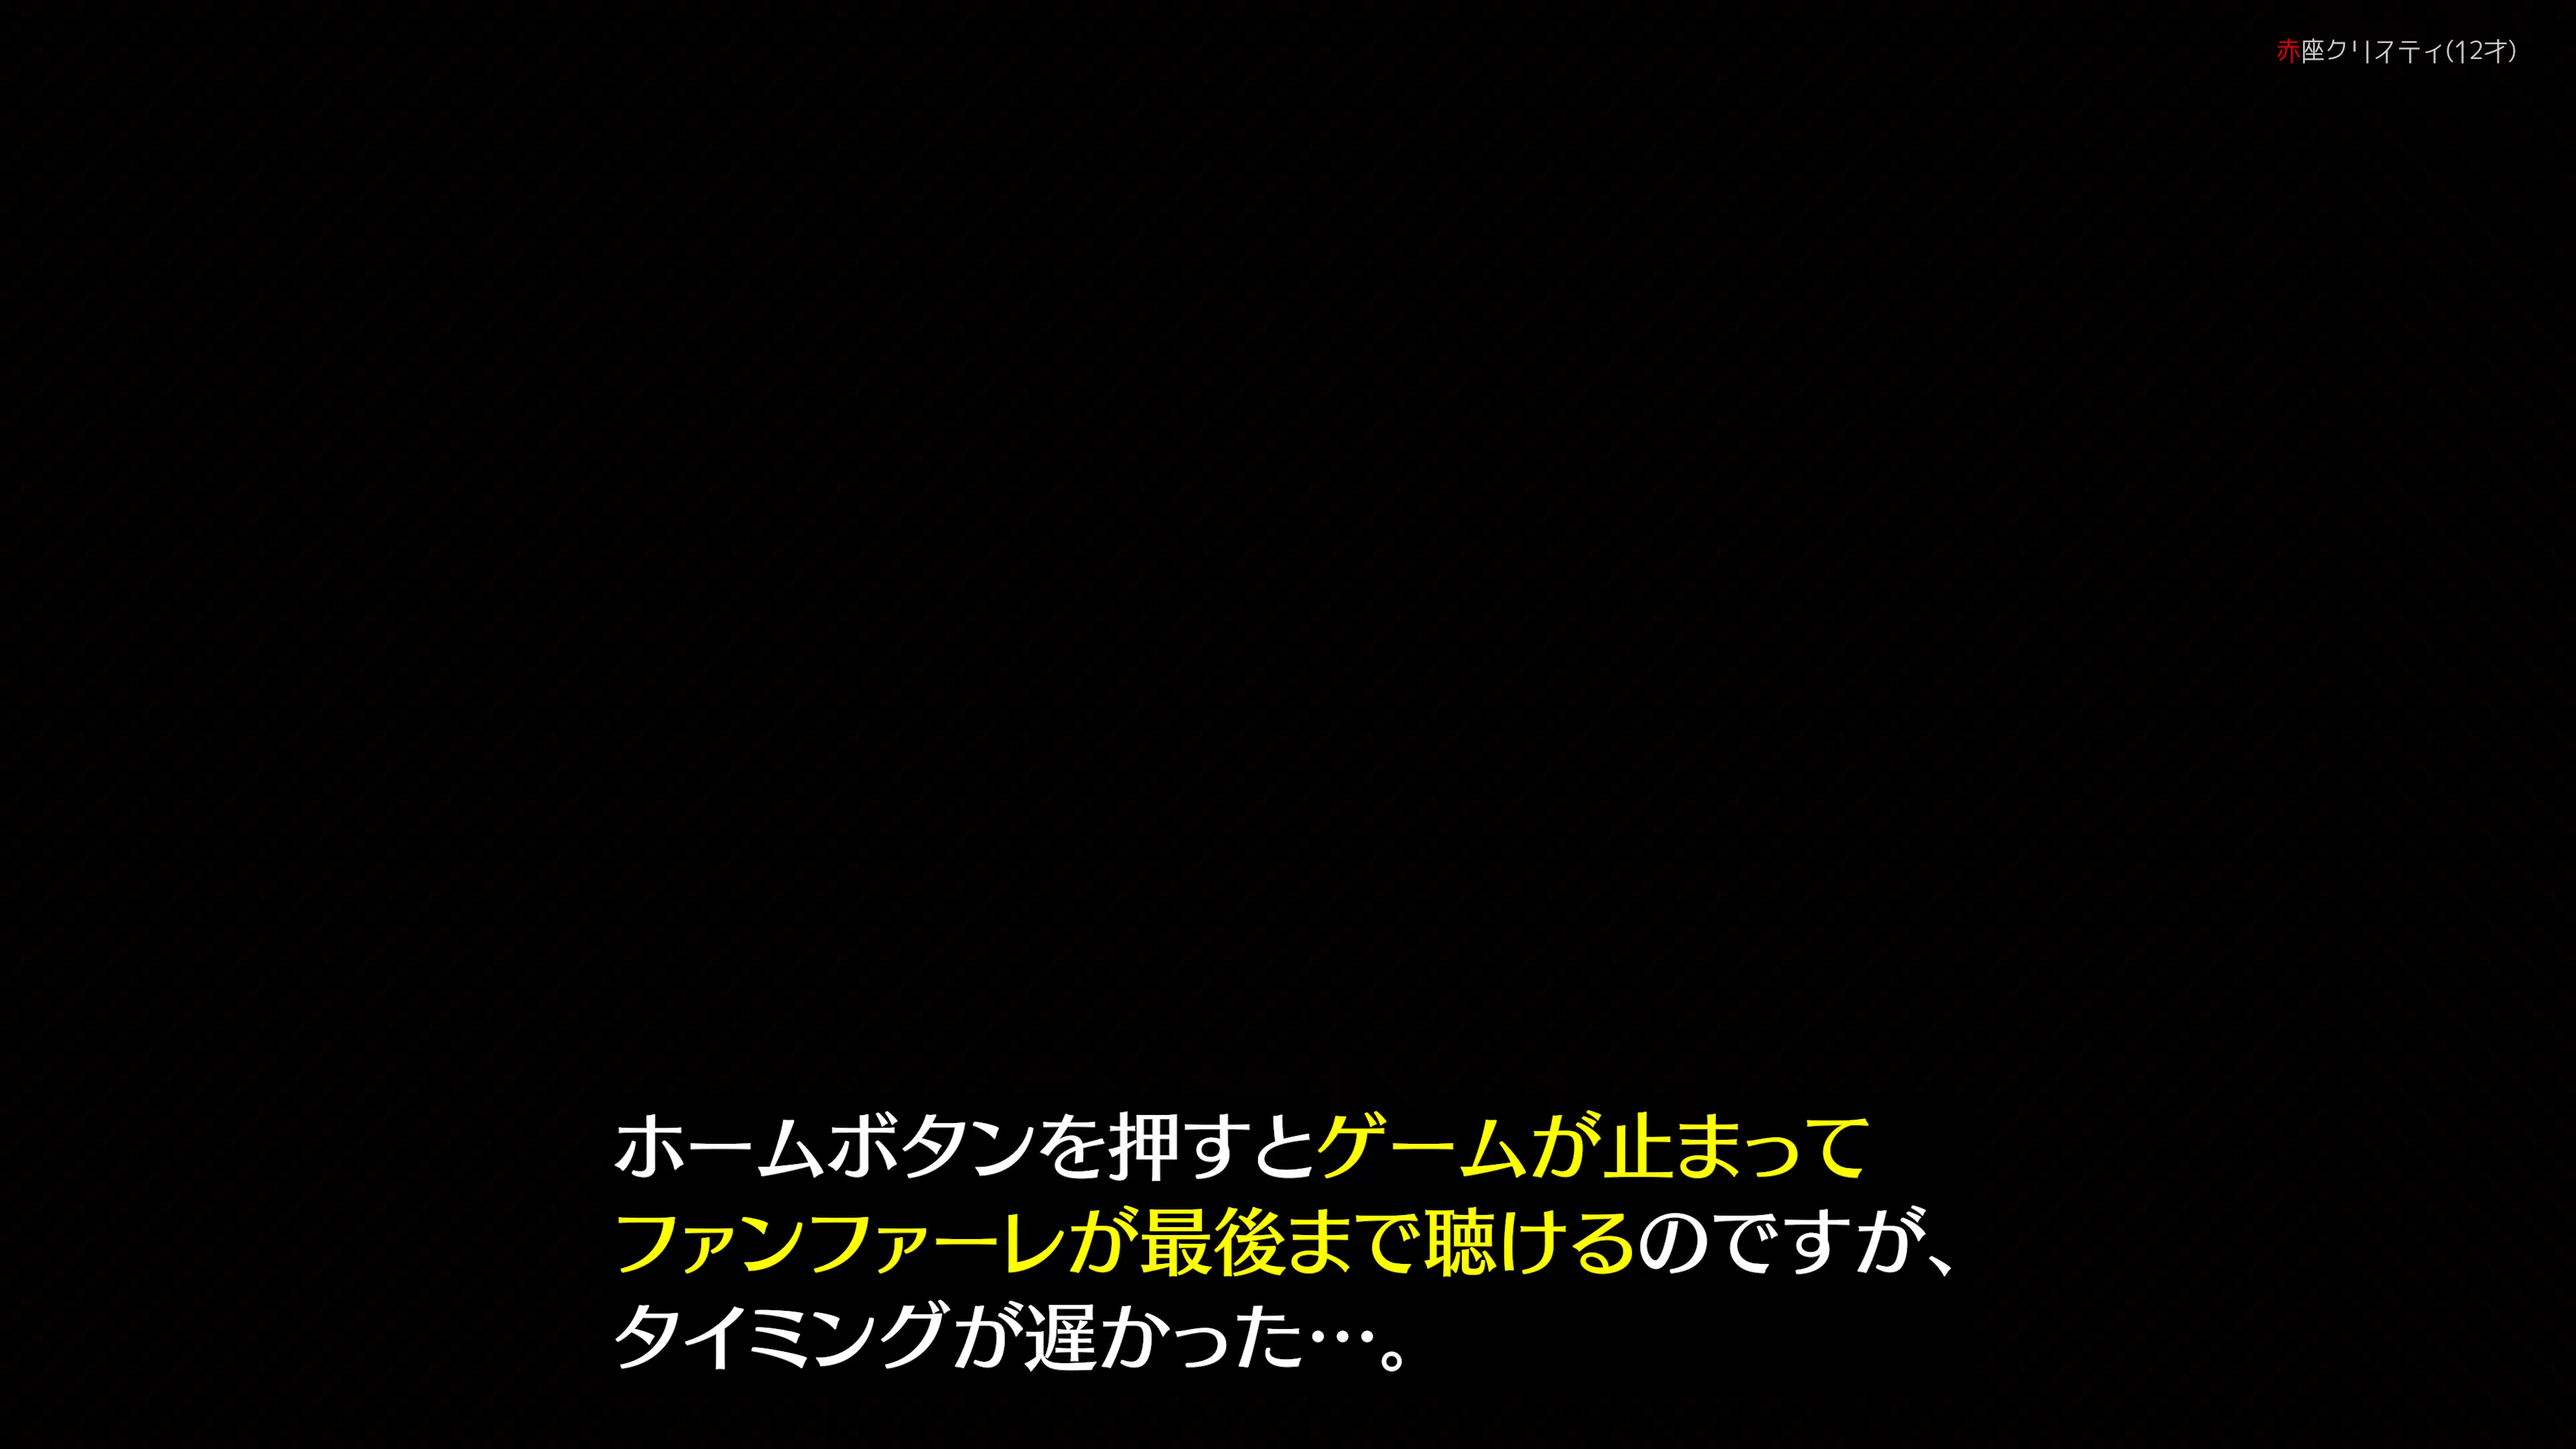 赤座クリスティ(12才)
ホームボタンを押すとゲームが止まって
ファンファーレが最後まで聴けるのですが、
タイミングが遅かった…。